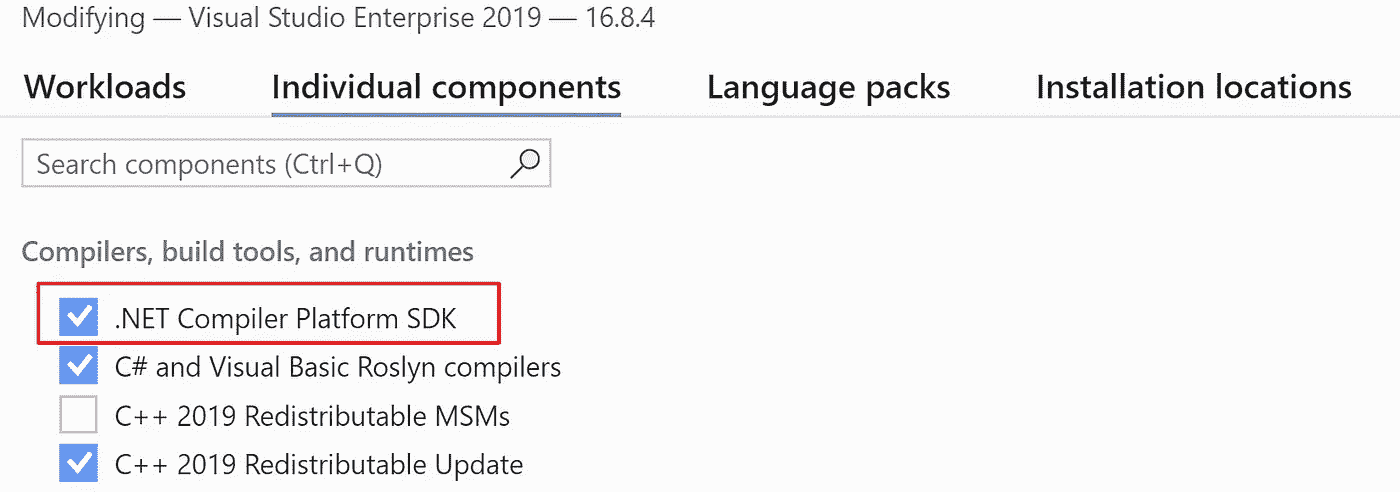 Modifying — Visual Studio Enterprise 2019 — 16.8.4
Workloads Individual components Language packs Installation locations
Search components (Ctrl+Q)
Compilers, build tools, and runtimes
.NET Compiler Platform SDK
C# and Visual Basic Roslyn compilers
C++ 2019 Redistributable MSMs
C++ 2019 Redistributable Update